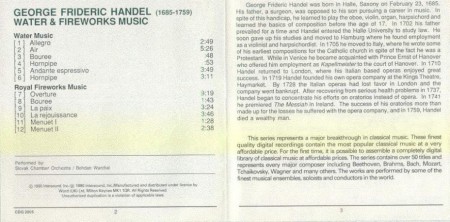 GEORGE FRIDERIC HANDEL (1685-1759)
WATER & FIREWORKS MUSIC
Water Music
1 Allegro 2:49
2 Air 5:26
3 Bouree :48
4 Hornpipe :53
5 Andante espressivo 3:49
6 Hornpipe 3:11
Royal Fireworks Music
7 Overture 9:19
8 Bouree 1:43
9 La paix 3:24
10 La rejouissance 3:46
11 Menuet I 1:28
12 Menuet II 2:38
Performed by:
Slovak Chamber Orchestra / Bohdan Warchal
2
George Frideric Handel was born in Halle, Saxony on February 23, 1685.
His father, a surgeon, was opposed to his son pursuing a career in music. In
spite of this handicap, he learned to play the oboe, violin, organ, harpsichord and
learned the basics of composition before the age of 17. In 1702 his father
prevailed for a time and Handel entered the Halle University to study law. He
soon gave up his studies and moved to Hamburg where he found employment
as a violinist and harpsichordist. In 1705 he moved to Italy, where he wrote some
of his earliest compositions for the Catholic church in spite of the fact he was a
Protestant. While in Venice he became acquainted with Prince Ernst of Hanover
who offered him employment as Kapellmeister to the court of Hanover. In 1710
Handel returned to London, where his Italian based operas enjoyed great
success. In 1719 Handel founded his own opera company at the Kings Theatre,
Haymarket. By 1728 the Italian operas had lost favor in London and the
company went bankrupt. After recovering from serious health problems in 1737,
Handel began to concentrate his efforts on oratorios instead of opera. In 1741
he premiered The Messiah in Ireland. The success of his oratorios more than
made up for the losses he suffered with the opera company, and in 1759, Handel
died a wealthy man.
This series represents a major breakthrough in classical music. These finest
quality digital recordings contain the most popular classical music at a very
affordable price. For the first time, it is possible to assemble a completely digital
library of classical music at affordable prices. The series contains over 50 titles and
represents every major composer including Beethoven, Brahms, Bach, Mozart,
Tchaikovsky, Wagner and many others. The works are performed by some of the
finest musical ensembles, soloists and conductors in the world.
3